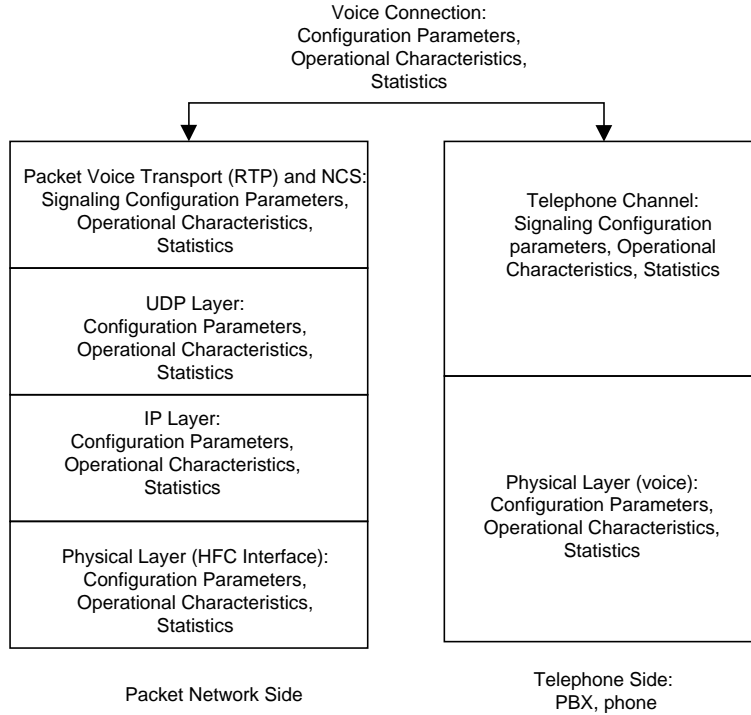 Voice Connection:
Configuration Parameters,
Operational Characteristics,
Statistics
Packet Voice Transport (RTP) and NCS:
Signaling Configuration Parameters,
Operational Characteristics,
Statistics
UDP Layer:
Configuration Parameters,
Operational Characteristics,
Statistics
IP Layer:
Configuration Parameters,
Operational Characteristics,
Statistics
Physical Layer (HFC Interface):
Configuration Parameters,
Operational Characteristics,
Statistics
Packet Network Side
Telephone Channel:
Signaling Configuration
parameters, Operational
Characteristics, Statistics
Physical Layer (voice):
Configuration Parameters,
Operational Characteristics,
Statistics
Telephone Side:
PBX, phone